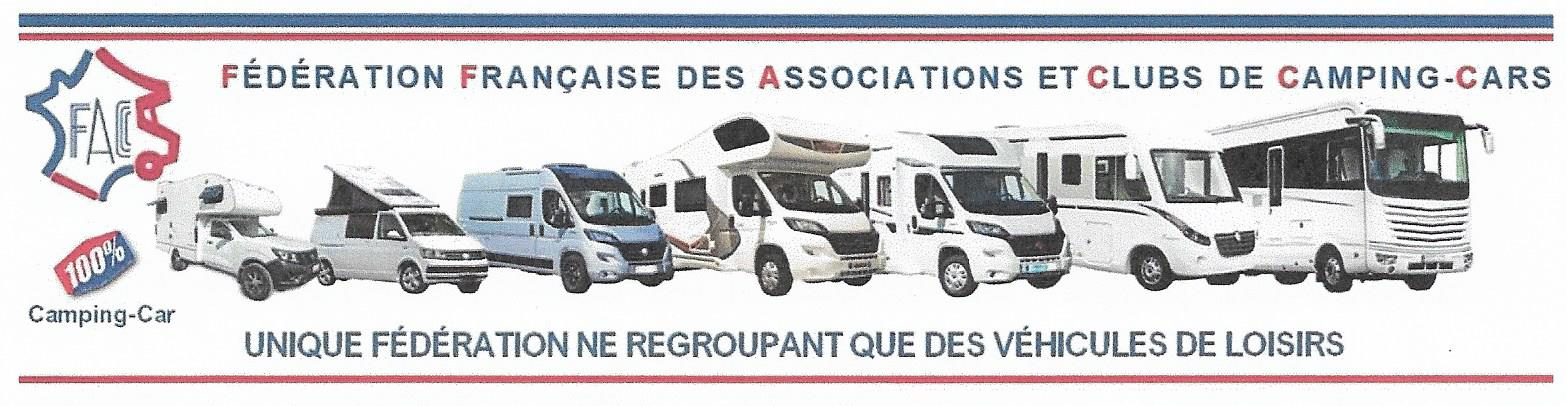 FÉDÉRATION FRANÇAISE DES ASSOCIATIONS ET CLUBS DE CAMPING-CARS
FACCC
100%
Camping-Car
UNIQUE FÉDÉRATION NE REGROUPANT QUE DES VÉHICULES DE LOISIRS